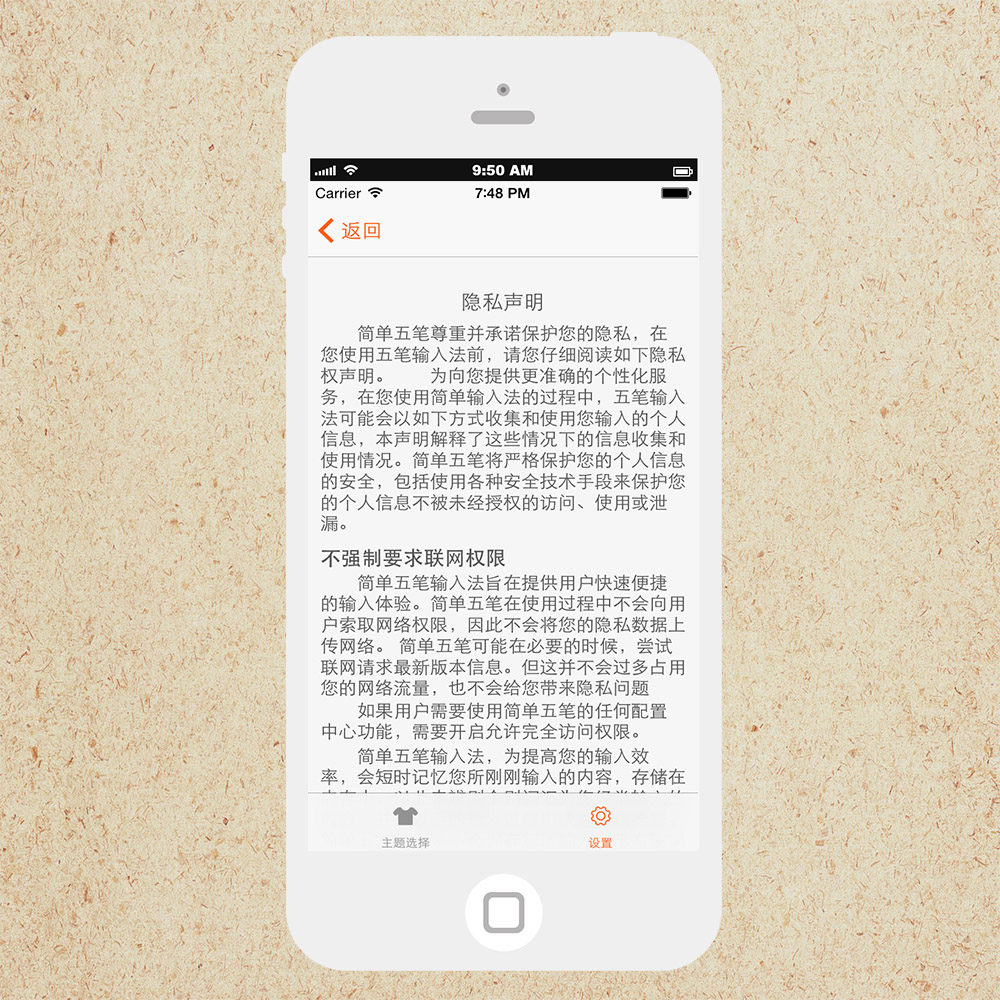 9:50 AM
Carrier
7:48 PM
返回
隐私声明
简单五笔尊重并承诺保护您的隐私，在
您使用五笔输入法前，请您仔细阅读如下隐私
权声明。 为向您提供更准确的个性化服
务，在您使用简单输入法的过程中，五笔输入
法可能会以如下方式收集和使用您输入的个人
信息，本声明解释了这些情况下的信息收集和
使用情况。简单五笔将严格保护您的个人信息
的安全，包括使用各种安全技术手段来保护您
的个人信息不被未经授权的访问、使用或泄
漏。
不强制要求联网权限
简单五笔输入法旨在提供用户快速便捷
的输入体验。简单五笔在使用过程中不会向用
户索取网络权限，因此不会将您的隐私数据上
传网络。 简单五笔可能在必要的时候，尝试
联网请求最新版本信息。但这并不会过多占用
您的网络流量，也不会给您带来隐私问题
如果用户需要使用简单五笔的任何配置
中心功能，需要开启允许完全访问权限。
简单五笔输入法，为提高您的输入效
率，会短时记忆您所刚刚输入的内容，存储在
主题选择
设置